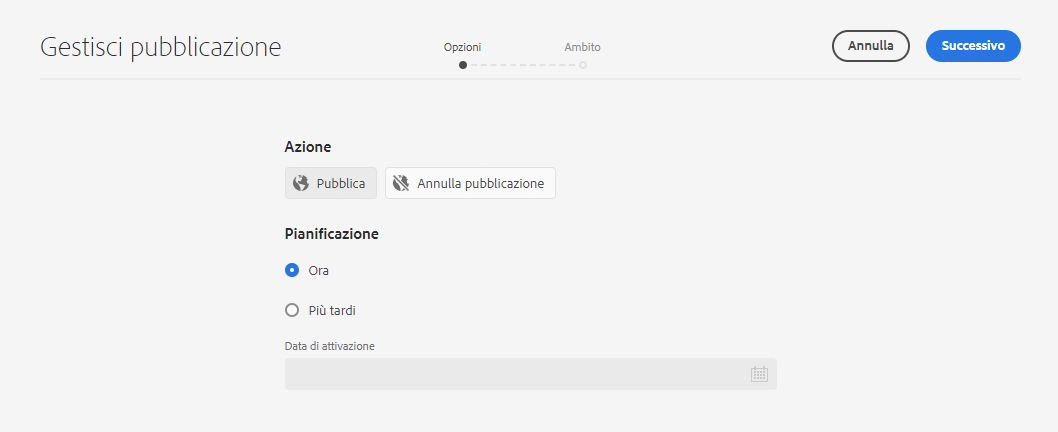 Gestisci pubblicazione
Opzioni
Ambito
Annulla
Successivo
Azione
Pubblica
Annulla pubblicazione
Pianificazione
Ora
Più tardi
Data di attivazione